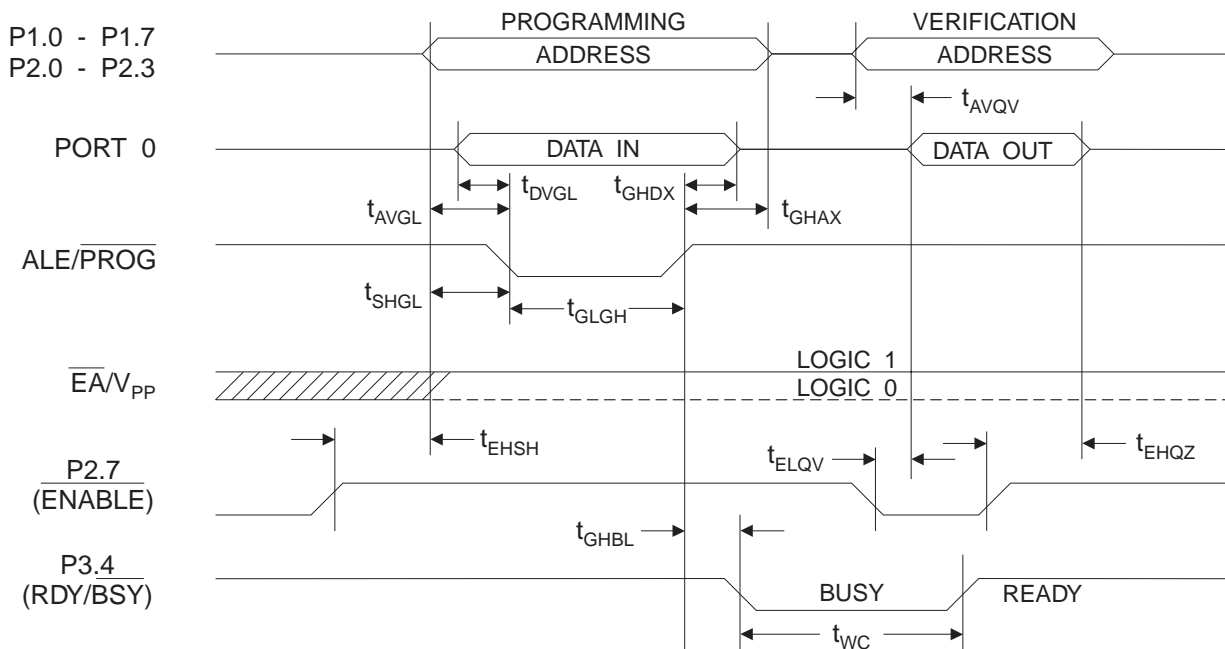 PROGRAMMING
VERIFICATION
P1.0 - P1.7
P2.0 - P2.3
ADDRESS
ADDRESS
tAVQV
PORT 0
DATA IN
DATA OUT
tDVGL
tGHDX
tAVGL
tGHAX
ALE/PROG
tSHGL
tGLGH
LOGIC 1
EA/VPP
LOGIC 0
tEHSH
tELQV
tEHQZ
P2.7
(ENABLE)
tGHBL
P3.4
(RDY/BSY)
BUSY
READY
tWC